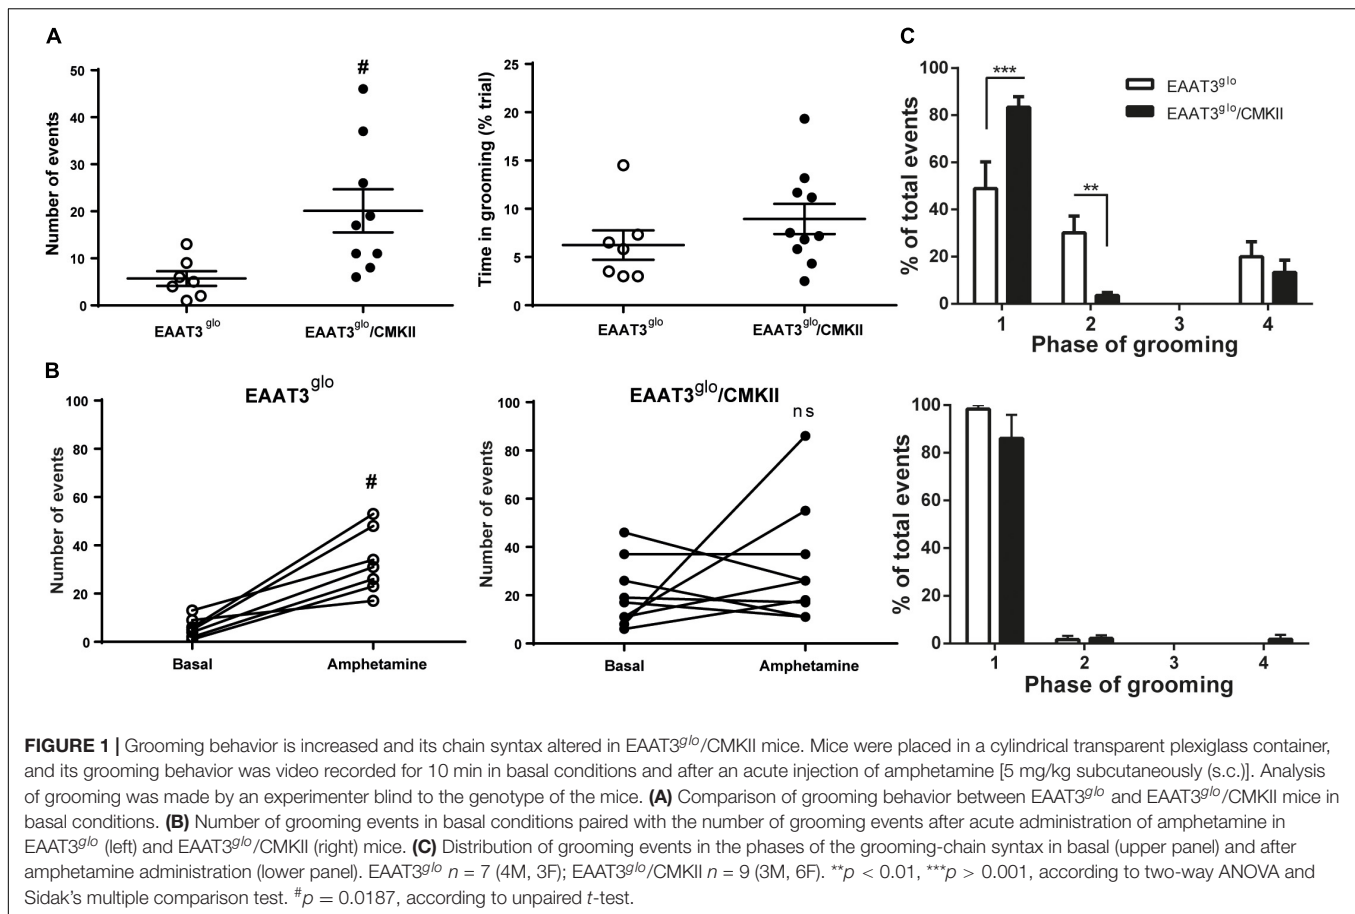 A
Number of events
50
40
30
20
10
0
#
EAAT3 glo
EAAT3glo/CMKII
Time in grooming (% trial)
25
20
15
10
5
0
EAAT3glo
EAAT3glo/CMKII
C
% of total events
100
80
60
40
20
0
***
**
EAAT3glo
EAAT3glo/CMKII
1 2 3 4
Phase of grooming
B
EAAT3glo
Number of events
100
80
60
40
20
0
#
Basal Amphetamine
EAAT3glo/CMKII
ns
Number of events
100
80
60
40
20
0
Basal Amphetamine
% of total events
100
80
60
40
20
0
1 2 3 4
Phase of grooming
FIGURE 1 | Grooming behavior is increased and its chain syntax altered in EAAT3glo/CMKII mice. Mice were placed in a cylindrical transparent plexiglass container,
and its grooming behavior was video recorded for 10 min in basal conditions and after an acute injection of amphetamine [5 mg/kg subcutaneously (s.c.)]. Analysis
of grooming was made by an experimenter blind to the genotype of the mice. (A) Comparison of grooming behavior between EAAT3glo and EAAT3glo/CMKII mice in
basal conditions. (B) Number of grooming events in basal conditions paired with the number of grooming events after acute administration of amphetamine in
EAAT3glo (left) and EAAT3glo/CMKII (right) mice. (C) Distribution of grooming events in the phases of the grooming-chain syntax in basal (upper panel) and after
amphetamine administration (lower panel). EAAT3glo n = 7 (4M, 3F); EAAT3glo/CMKII n = 9 (3M, 6F). **p < 0.01, ***p > 0.001, according to two-way ANOVA and
Sidak's multiple comparison test. #p = 0.0187, according to unpaired t-test.